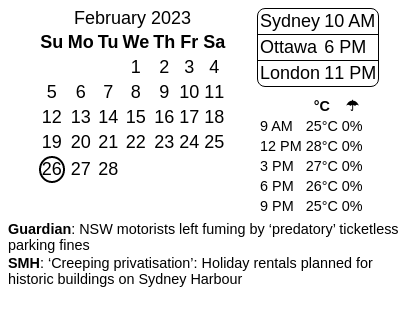 February 2023
Su Mo Tu We Th Fr Sa
1 2 3 4
5 6 7 8 9 10 11
12 13 14 15 16 17 18
19 20 21 22 23 24 25
26 27 28
Sydney 10 AM
Ottawa 6 PM
London 11 PM
°C ☂
9 AM 25°C 0%
12 PM 28°C 0%
3 PM 27°C 0%
6 PM 26°C 0%
9 PM 25°C 0%
Guardian: NSW motorists left fuming by ‘predatory’ ticketless
parking fines
SMH: ‘Creeping privatisation’: Holiday rentals planned for
historic buildings on Sydney Harbour